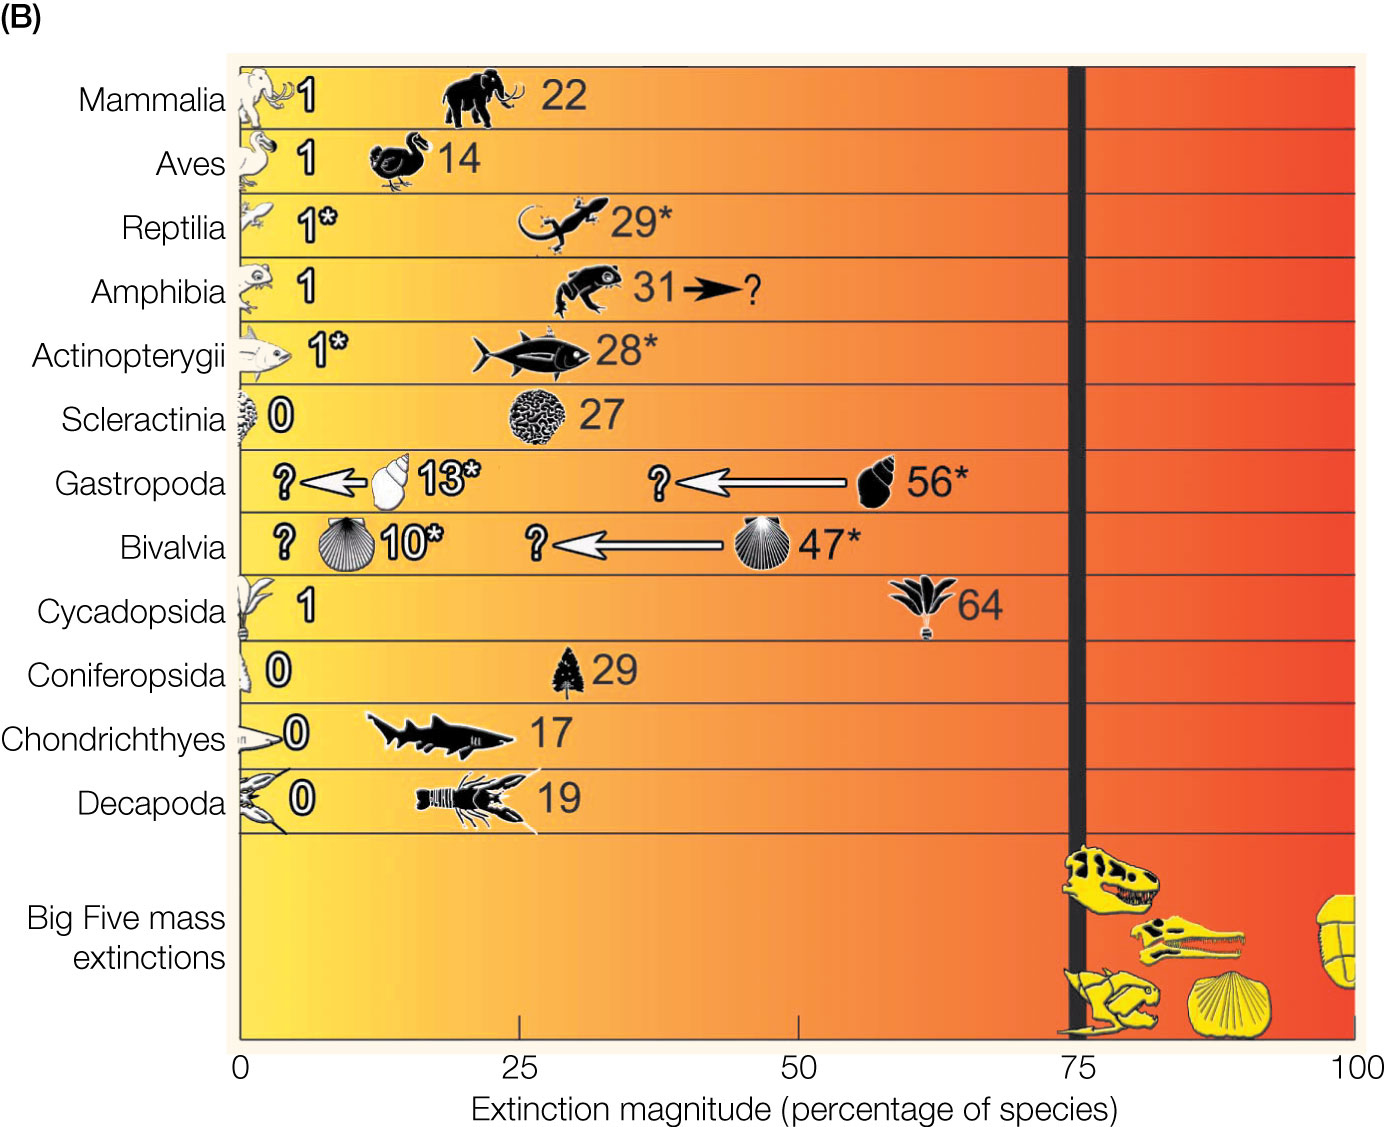 (B)
Mammalia 1 22
Aves 1 14
Reptilia 1* 29*
Amphibia 1 31 ?
Actinopterygii 1* 28*
Scleractinia 0 27
Gastropoda ? 13* ? 56*
Bivalvia ? 10* ? 47*
Cycadopsida 1 64
Coniferopsida 0 29
Chondrichthyes 0 17
Decapoda 0 19
Big Five mass
extinctions
0 25 50 75 100
Extinction magnitude (percentage of species)